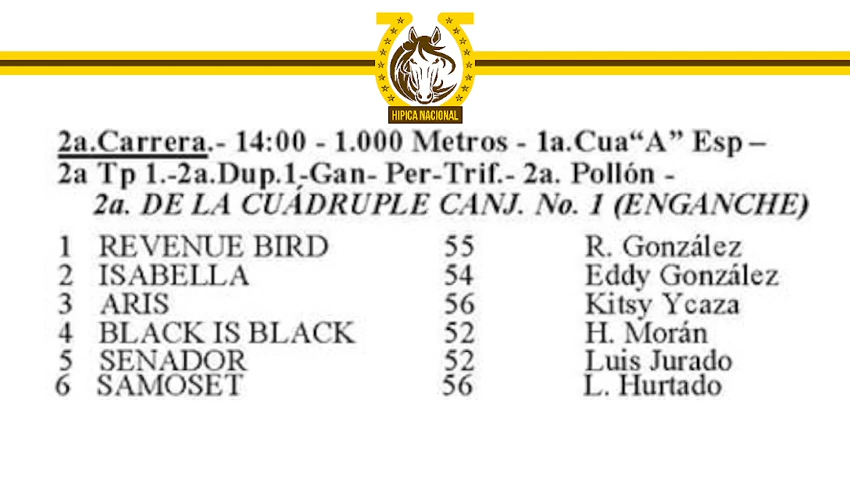 HIPICA NACIONAL
2a.Carrera.- 14:00 - 1.000 Metros - 1a.Cua“A” Esp –
2a Tp 1.-2a.Dup.1-Gan- Per-Trif.- 2a. Pollón -
2a. DE LA CUÁDRUPLE CANJ. No. 1 (ENGANCHE)
1 REVENUE BIRD 55 R. González
2 ISABELLA 54 Eddy González
3 ARIS 56 Kitsy Ycaza
4 BLACK IS BLACK 52 H. Morán
5 SENADOR 52 Luis Jurado
6 SAMOSET 56 L. Hurtado